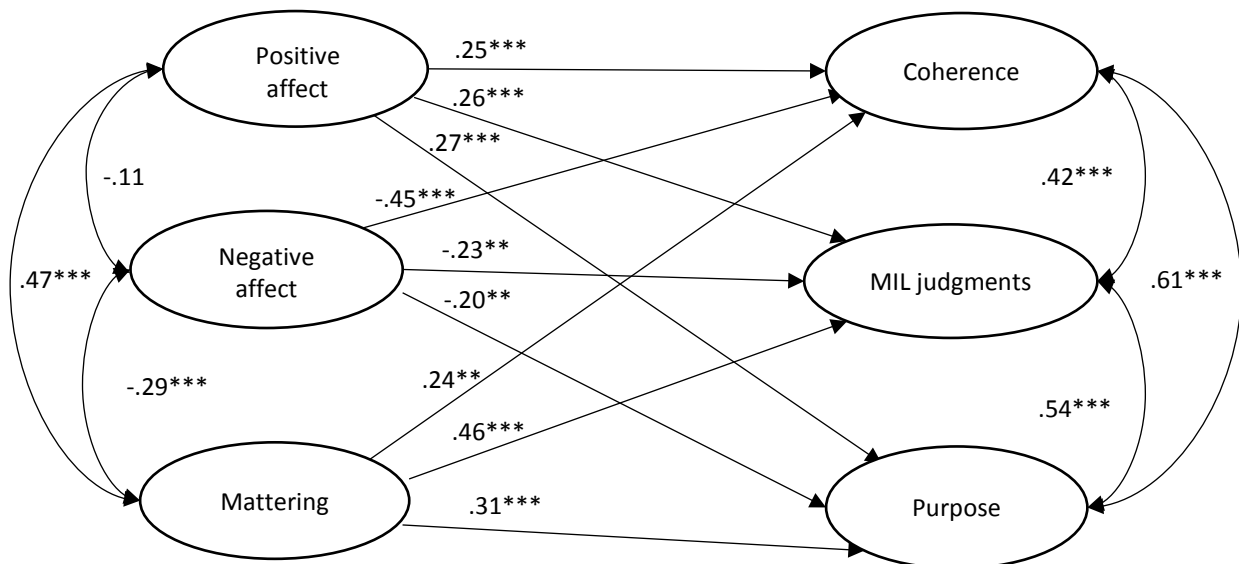 Positive
affect
.25***
Coherence
.26***
.27***
-.11
-.45***
.42***
Negative
affect
-.23**
MIL judgments
.47***
-.20**
.61***
-.29***
.24**
.46***
.54***
Mattering
.31***
Purpose